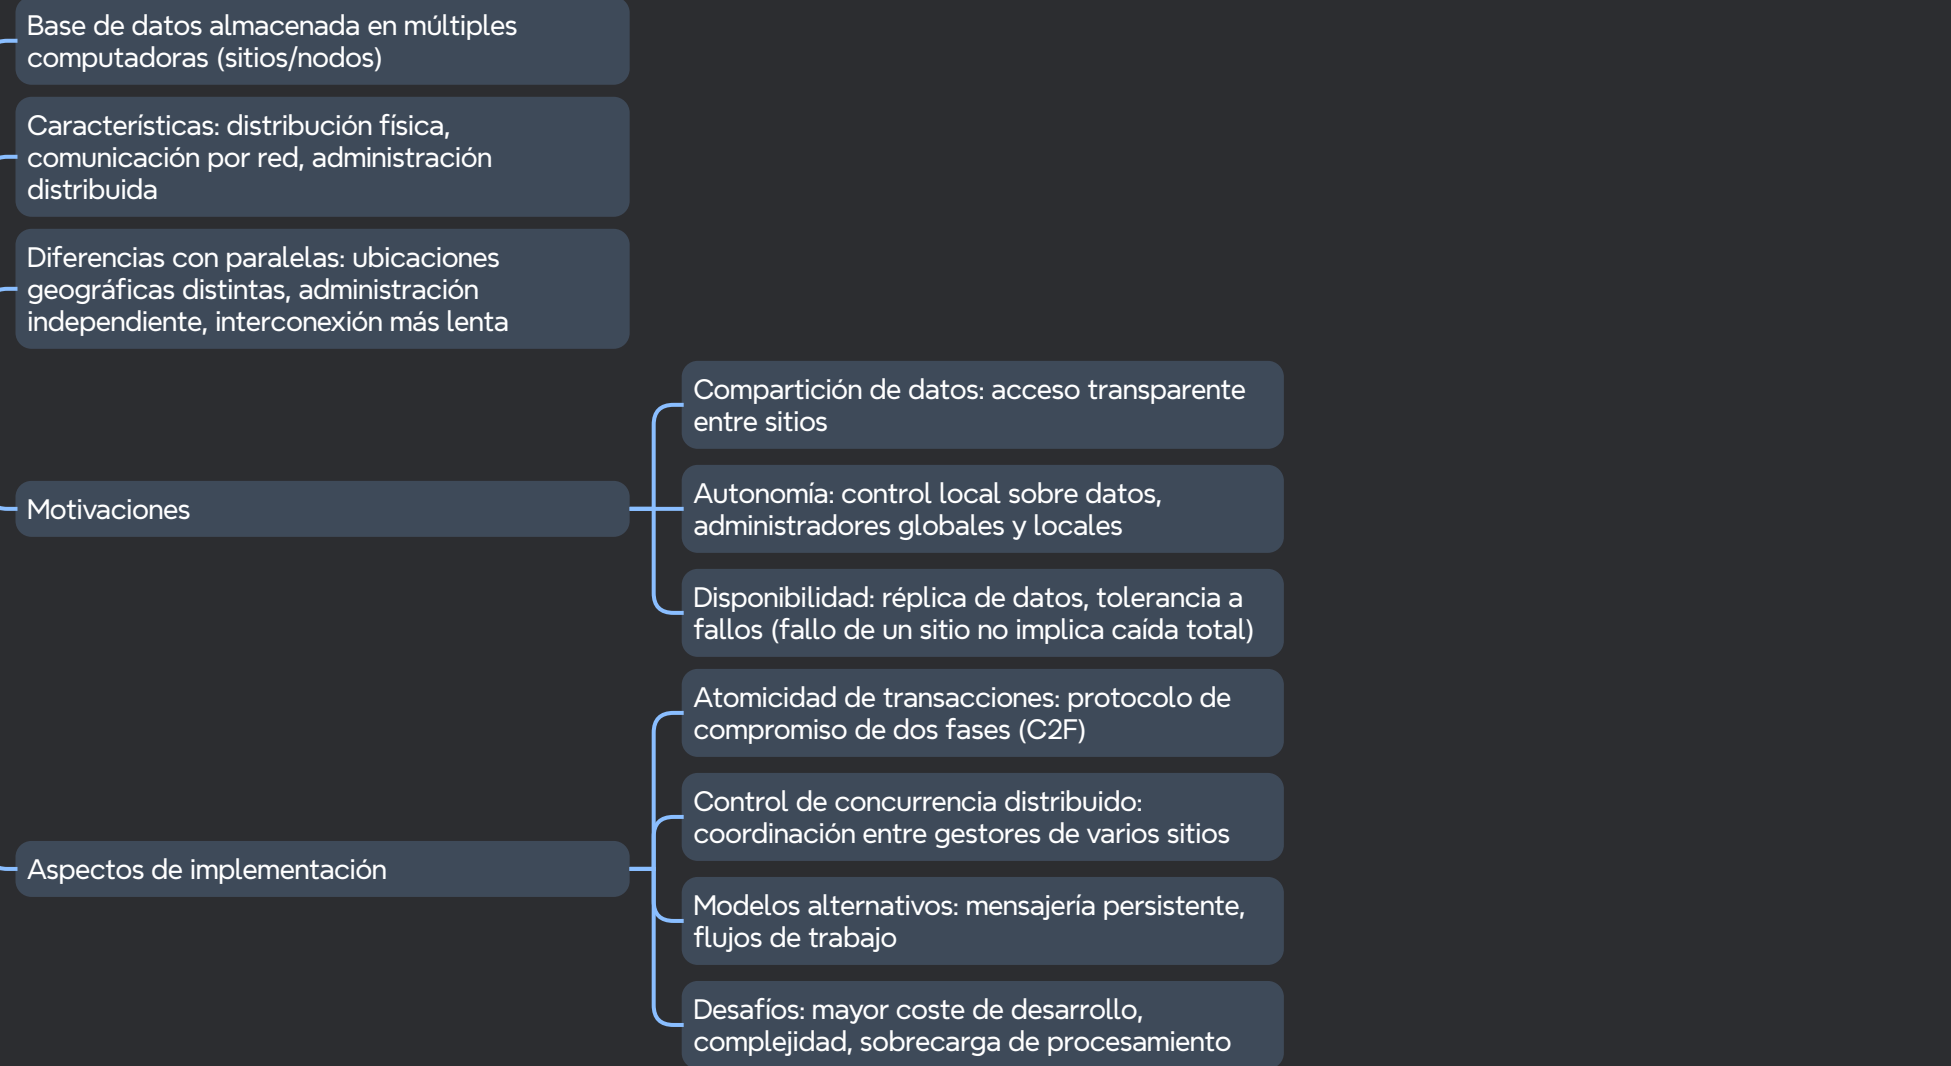 Base de datos almacenada en múltiples
computadoras (sitios/nodos)
Características: distribución física,
comunicación por red, administración
distribuida
Diferencias con paralelas: ubicaciones
geográficas distintas, administración
independiente, interconexión más lenta
Motivaciones
Compartición de datos: acceso transparente
entre sitios
Autonomía: control local sobre datos,
administradores globales y locales
Disponibilidad: réplica de datos, tolerancia a
fallos (fallo de un sitio no implica caída total)
Aspectos de implementación
Atomicidad de transacciones: protocolo de
compromiso de dos fases (C2F)
Control de concurrencia distribuido:
coordinación entre gestores de varios sitios
Modelos alternativos: mensajería persistente,
flujos de trabajo
Desafíos: mayor coste de desarrollo,
complejidad, sobrecarga de procesamiento